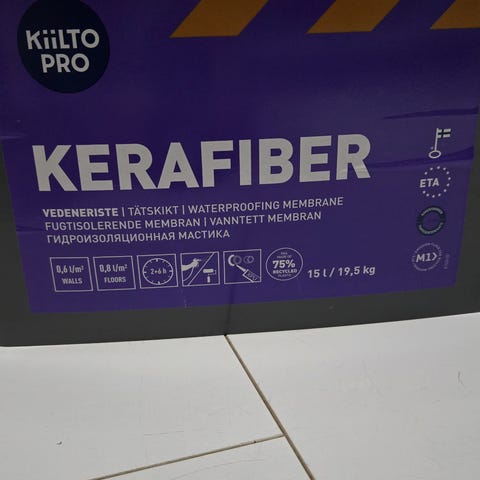 KiiLTO
PRO
KERAFIBER
VEDENERISTE | TÄTSKIKT | WATERPROOFING MEMBRANE
FUGTISOLERENDE MEMBRAN | VANNTETT MEMBRAN
ГИДРОИЗОЛЯЦИОННАЯ МАСТИКА
0,6 l/m²
WALLS
0,8 l/m²
FLOORS
2+6 h
75%
RECYCLED
PLASTIC
15 l / 19,5 kg
ETA
M1